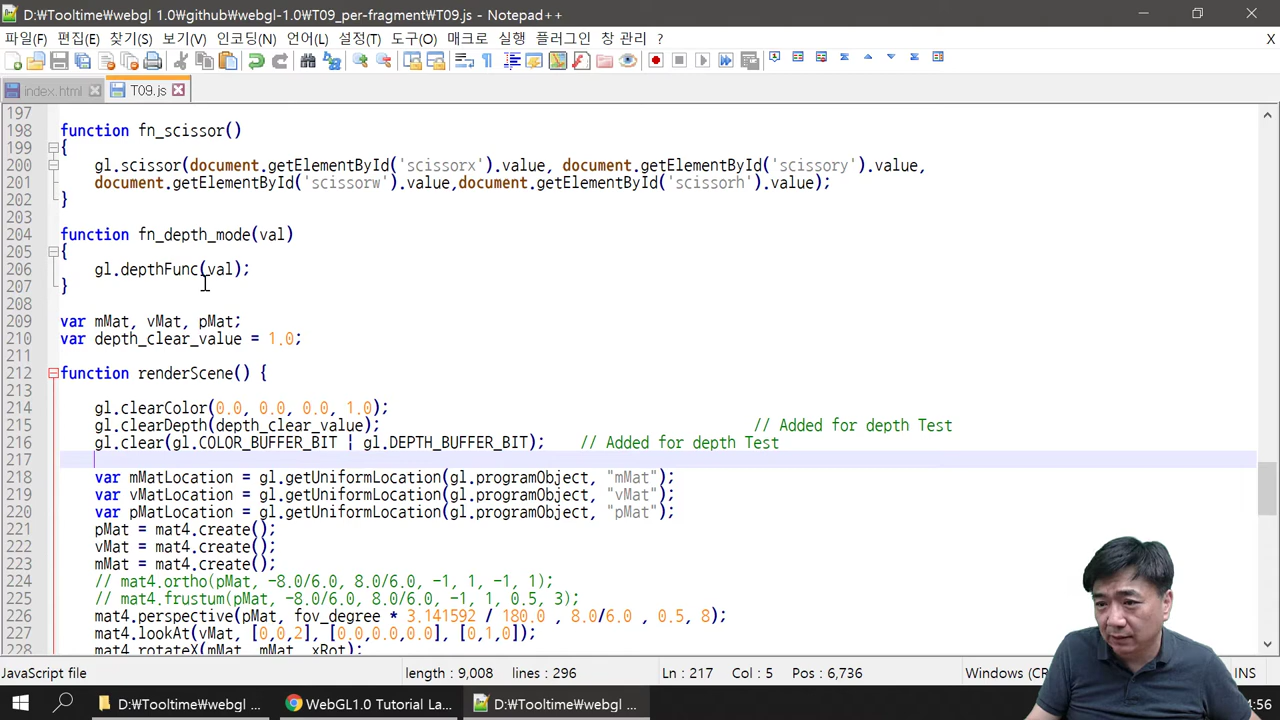 D:₩Tooltime₩webgl 1.0₩github₩webgl-1.0₩T09_per-fragment₩T09.js - Notepad++
파일(F) 편집(E) 찾기(S) 보기(V) 인코딩(N) 언어(L) 설정(T) 도구(O) 매크로 실행 플러그인 창 관리 ? X
index.html T09.js
197
198 function fn_scissor()
199 {
200 gl.scissor(document.getElementById('scissorx').value, document.getElementById('scissory').value,
201 document.getElementById('scissorw').value,document.getElementById('scissorh').value);
202 }
203
204 function fn_depth_mode(val)
205 {
206 gl.depthFunc(val);
207 }
208
209 var mMat, vMat, pMat;
210 var depth_clear_value = 1.0;
211
212 function renderScene() {
213
214 gl.clearColor(0.0, 0.0, 0.0, 1.0);
215 gl.clearDepth(depth_clear_value); // Added for depth Test
216 gl.clear(gl.COLOR_BUFFER_BIT | gl.DEPTH_BUFFER_BIT); // Added for depth Test
217
218 var mMatLocation = gl.getUniformLocation(gl.programObject, "mMat");
219 var vMatLocation = gl.getUniformLocation(gl.programObject, "vMat");
220 var pMatLocation = gl.getUniformLocation(gl.programObject, "pMat");
221 pMat = mat4.create();
222 vMat = mat4.create();
223 mMat = mat4.create();
224 // mat4.ortho(pMat, -8.0/6.0, 8.0/6.0, -1, 1, -1, 1);
225 // mat4.frustum(pMat, -8.0/6.0, 8.0/6.0, -1, 1, 0.5, 3);
226 mat4.perspective(pMat, fov_degree * 3.141592 / 180.0 , 8.0/6.0 , 0.5, 8);
227 mat4.lookAt(vMat, [0,0,2], [0.0,0.0,0.0], [0,1,0]);
228 mat4.rotateX(mMat, mMat, xRot);
JavaScript file length : 9,008 lines : 296 Ln : 217 Col : 5 Pos : 6,736 Windows (CR INS
D:₩Tooltime₩webgl ... WebGL1.0 Tutorial La... D:₩Tooltime₩webgl ... :56